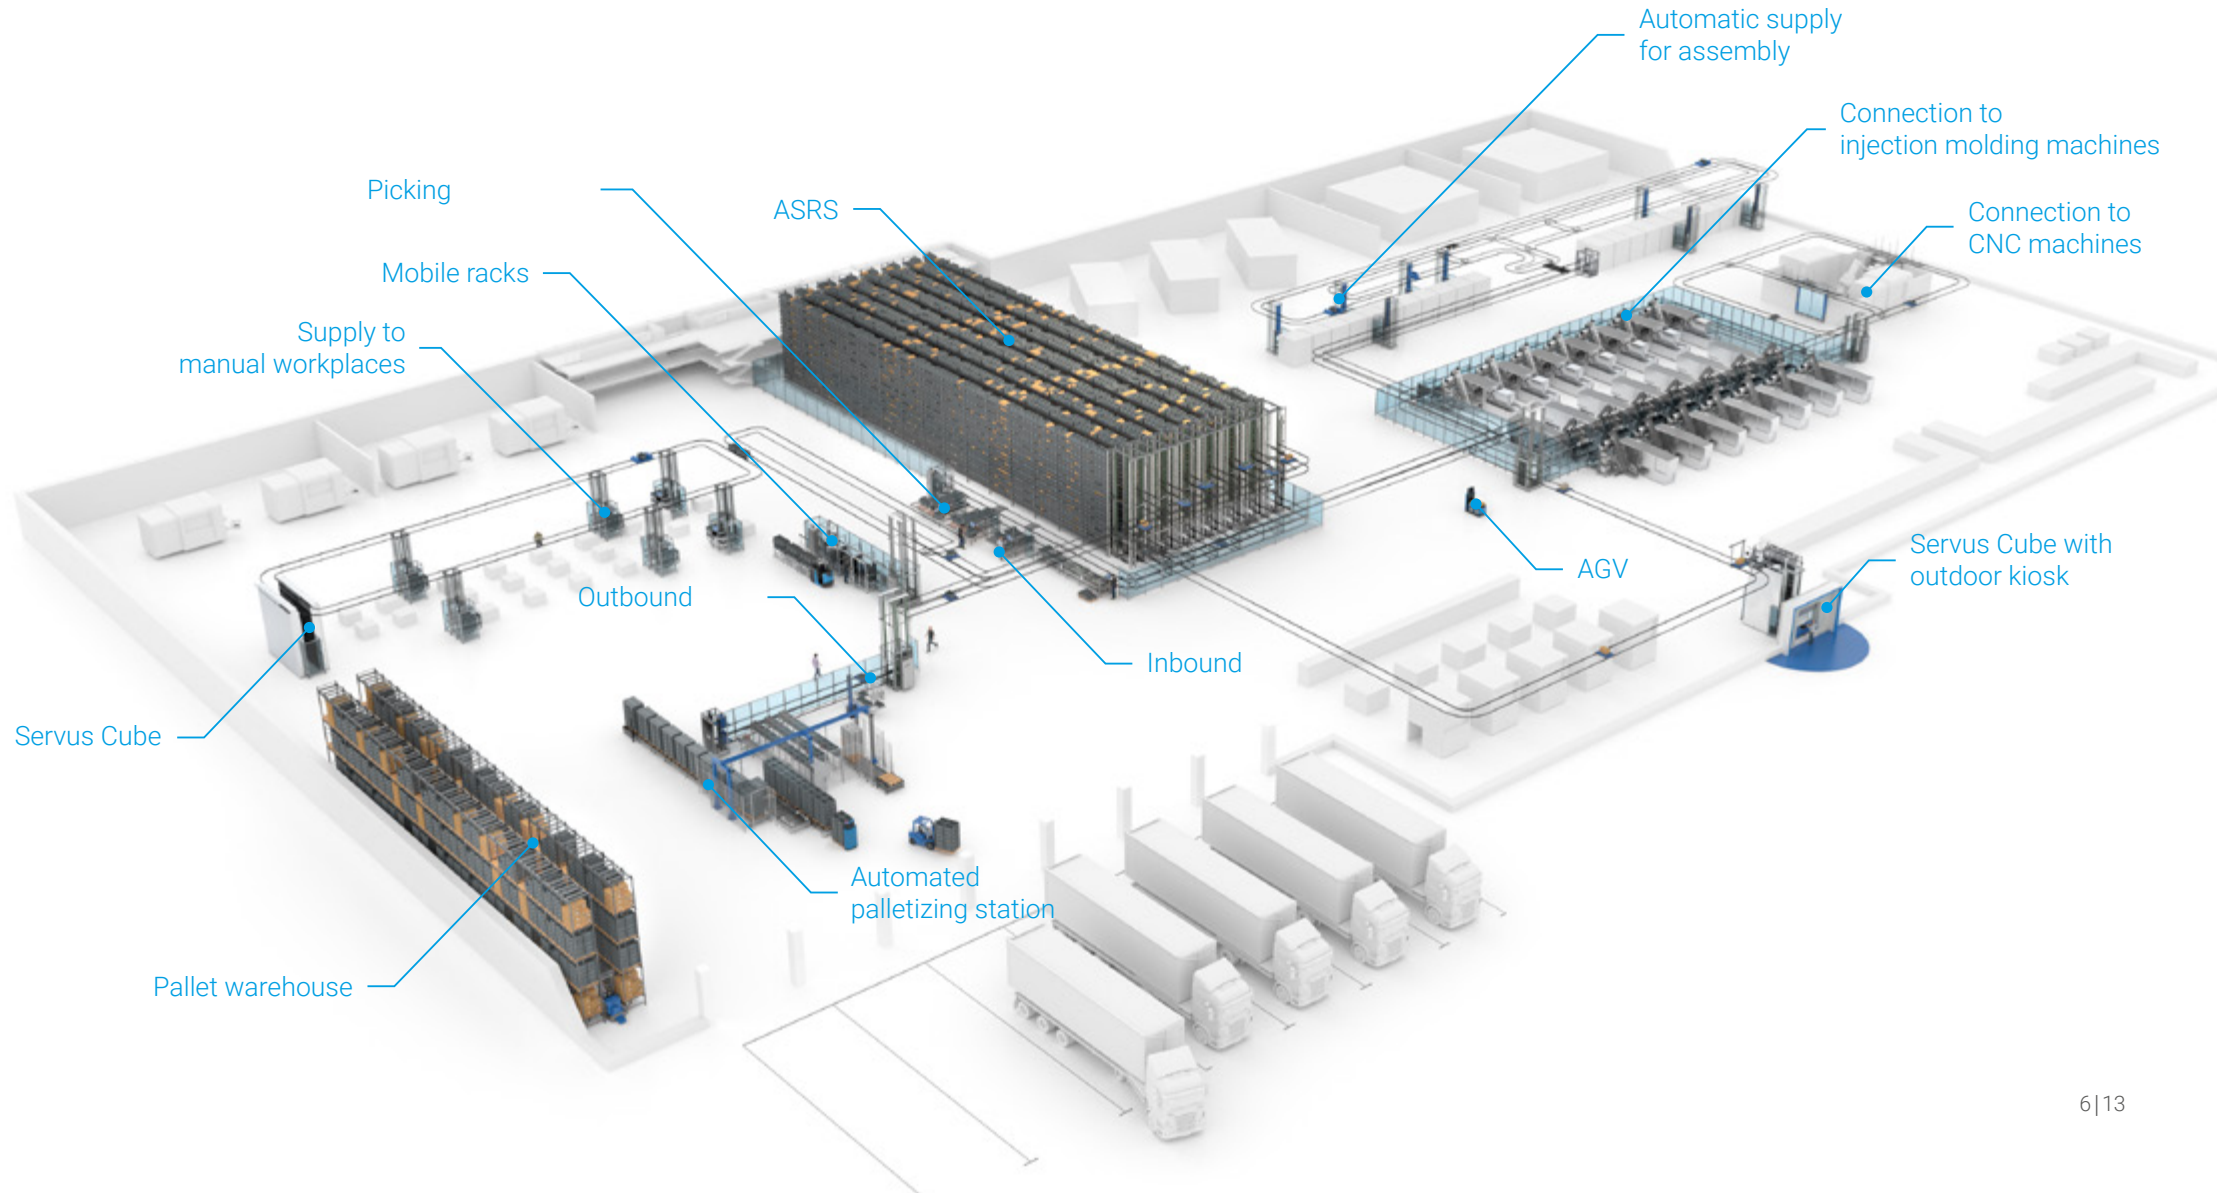 Automatic supply
for assembly
Connection to
injection molding machines
Picking
ASRS
Connection to
CNC machines
Mobile racks
Supply to
manual workplaces
Servus Cube with
outdoor kiosk
AGV
Outbound
Inbound
Servus Cube
Automated
palletizing station
Pallet warehouse
6|13